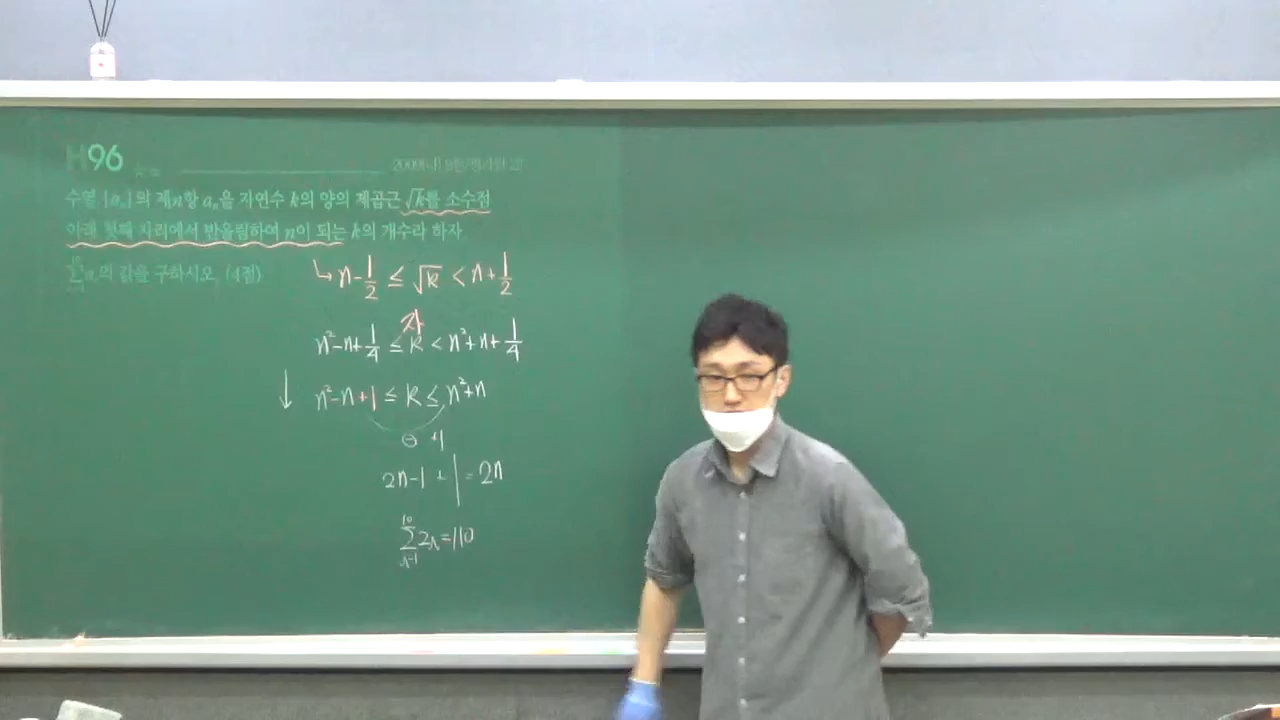 H96
수열 {aₙ}의 제n항 aₙ을 자연수 k의 양의 제곱근 √k를 소수점
아래 첫째 자리에서 반올림하여 n이 되는 k의 개수라 하자.
의 값을 구하시오. (4점)
↳ n-1/2 ≤ √k < n+1/2
자
n²-n+1/4 ≤ k < n²+n+1/4
↓ n²-n+1 ≤ k ≤ n²+n
⊖ +1
2n-1 + 1 = 2n
∑ 10 n=1 2n=110